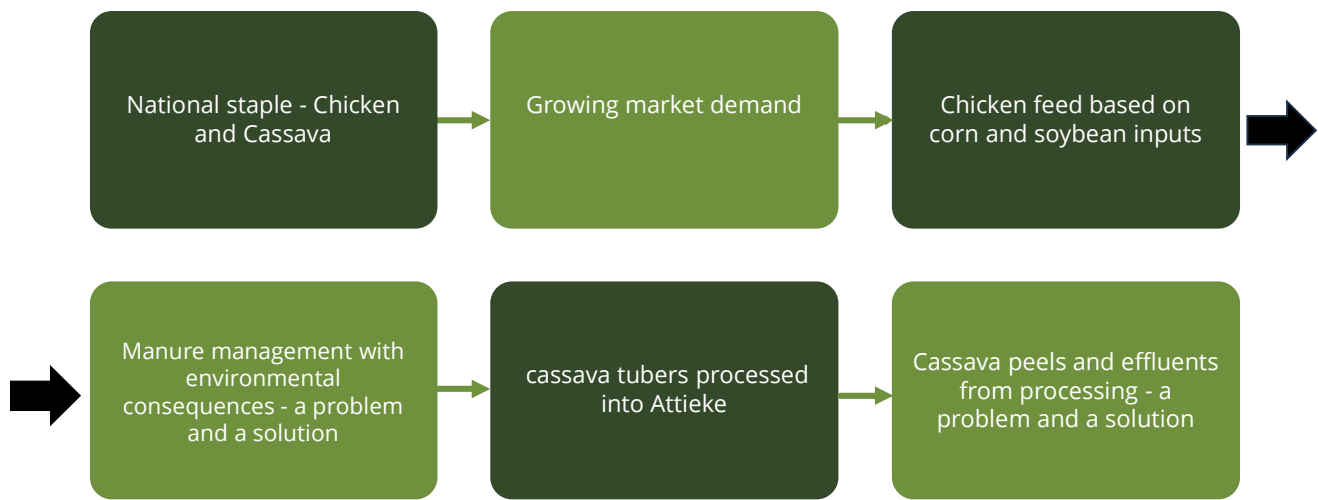 National staple - Chicken
and Cassava
Growing market demand
Chicken feed based on
corn and soybean inputs
Manure management with
environmental
consequences - a problem
and a solution
cassava tubers processed
into Attieke
Cassava peels and effluents
from processing - a
problem and a solution